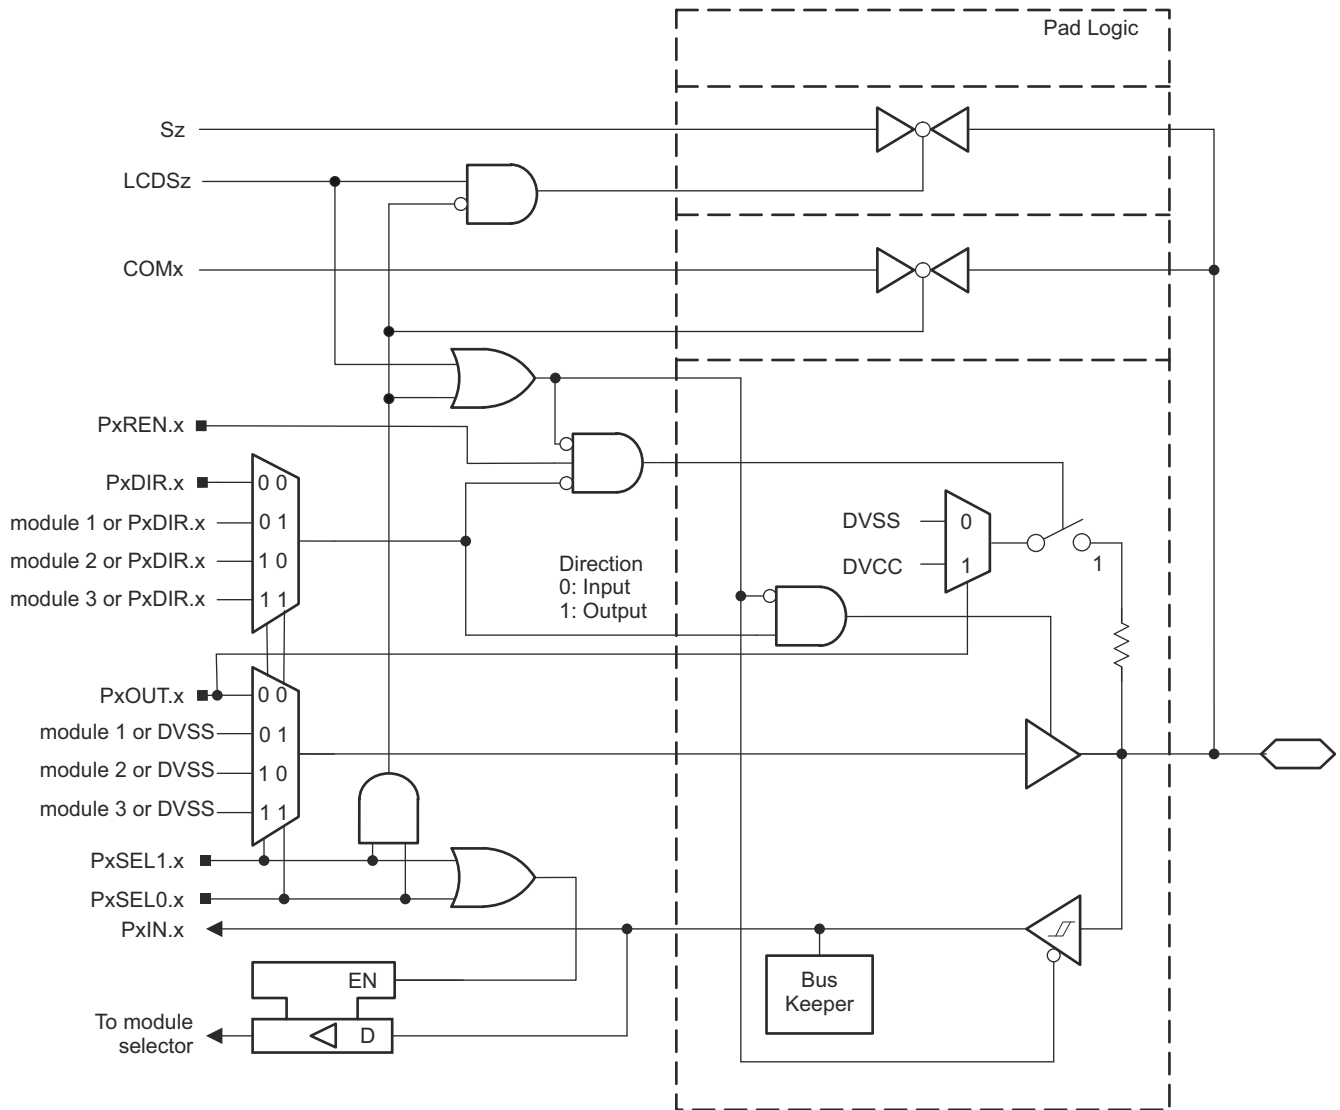 Pad Logic
Sz
LCDSz
COMx
PxREN.x
PxDIR.x
0 0
module 1 or PxDIR.x
0 1
module 2 or PxDIR.x
1 0
module 3 or PxDIR.x
1 1
Direction
0: Input
1: Output
DVSS
0
DVCC
1
1
PxOUT.x
0 0
module 1 or DVSS
0 1
module 2 or DVSS
1 0
module 3 or DVSS
1 1
PxSEL1.x
PxSEL0.x
PxIN.x
EN
D
To module
selector
Bus
Keeper